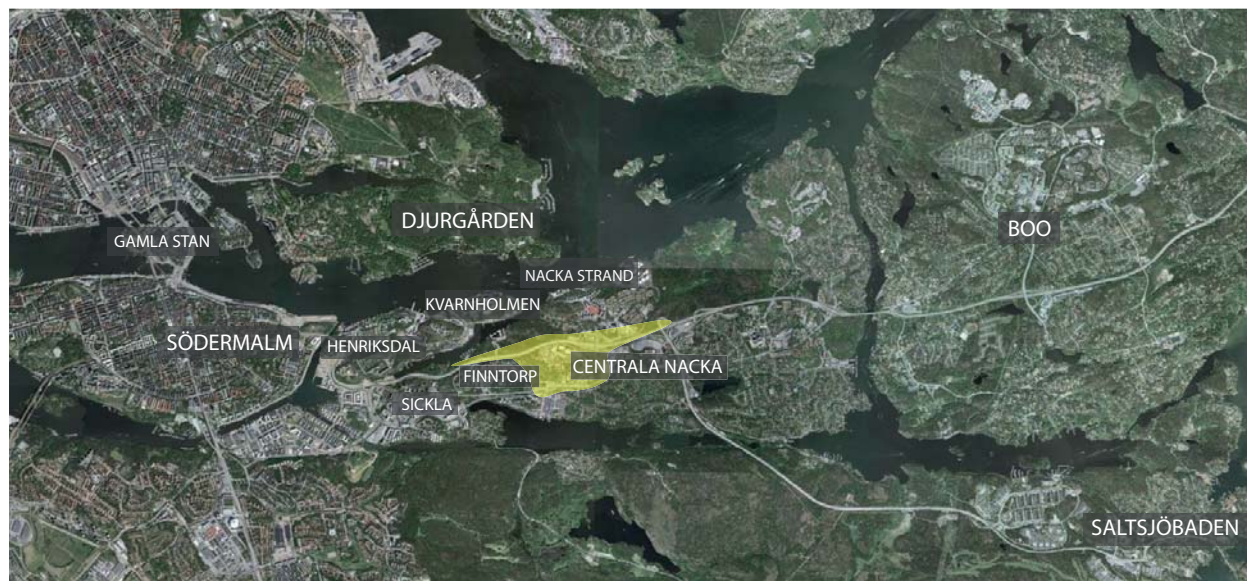 DJURGÅRDEN
BOO
GAMLA STAN
NACKA STRAND
KVARNHOLMEN
SÖDERMALM
HENRIKSDAL
CENTRALA NACKA
FINNTORP
SICKLA
SALTSJÖBADEN